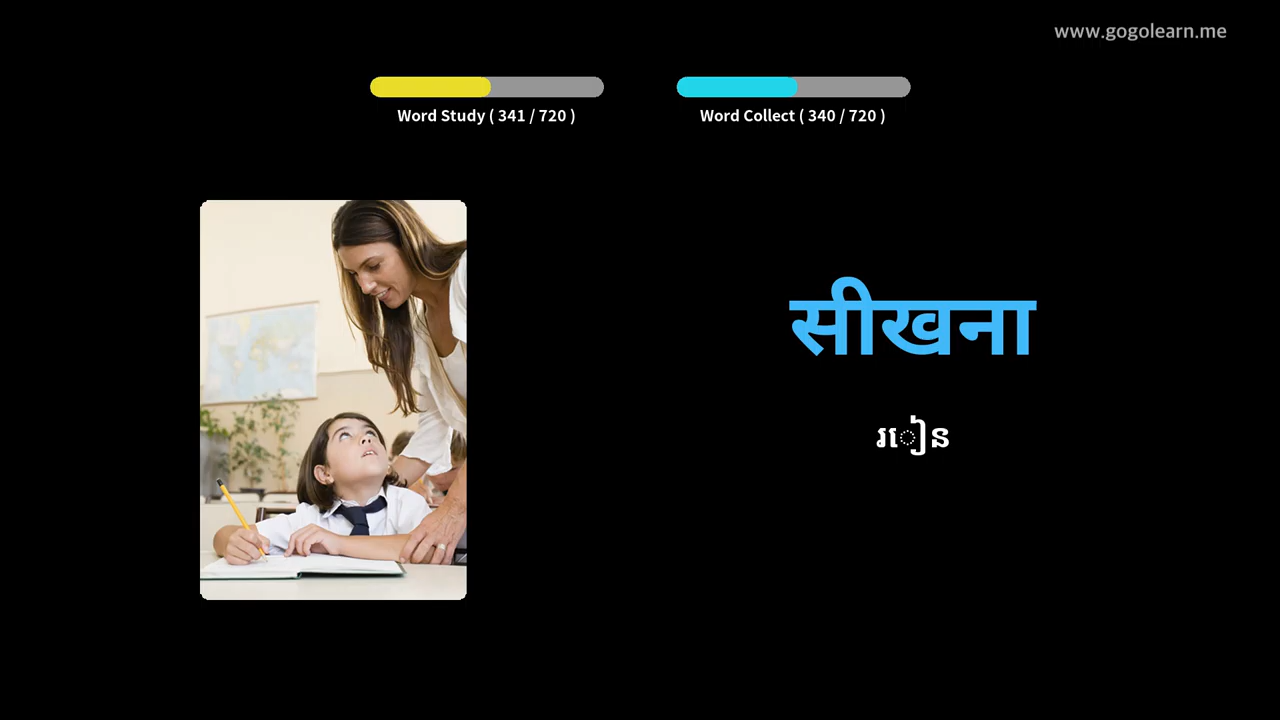 www.gogolearn.me
Word Study ( 341 / 720 )
Word Collect ( 340 / 720 )
सीखना
រៀន